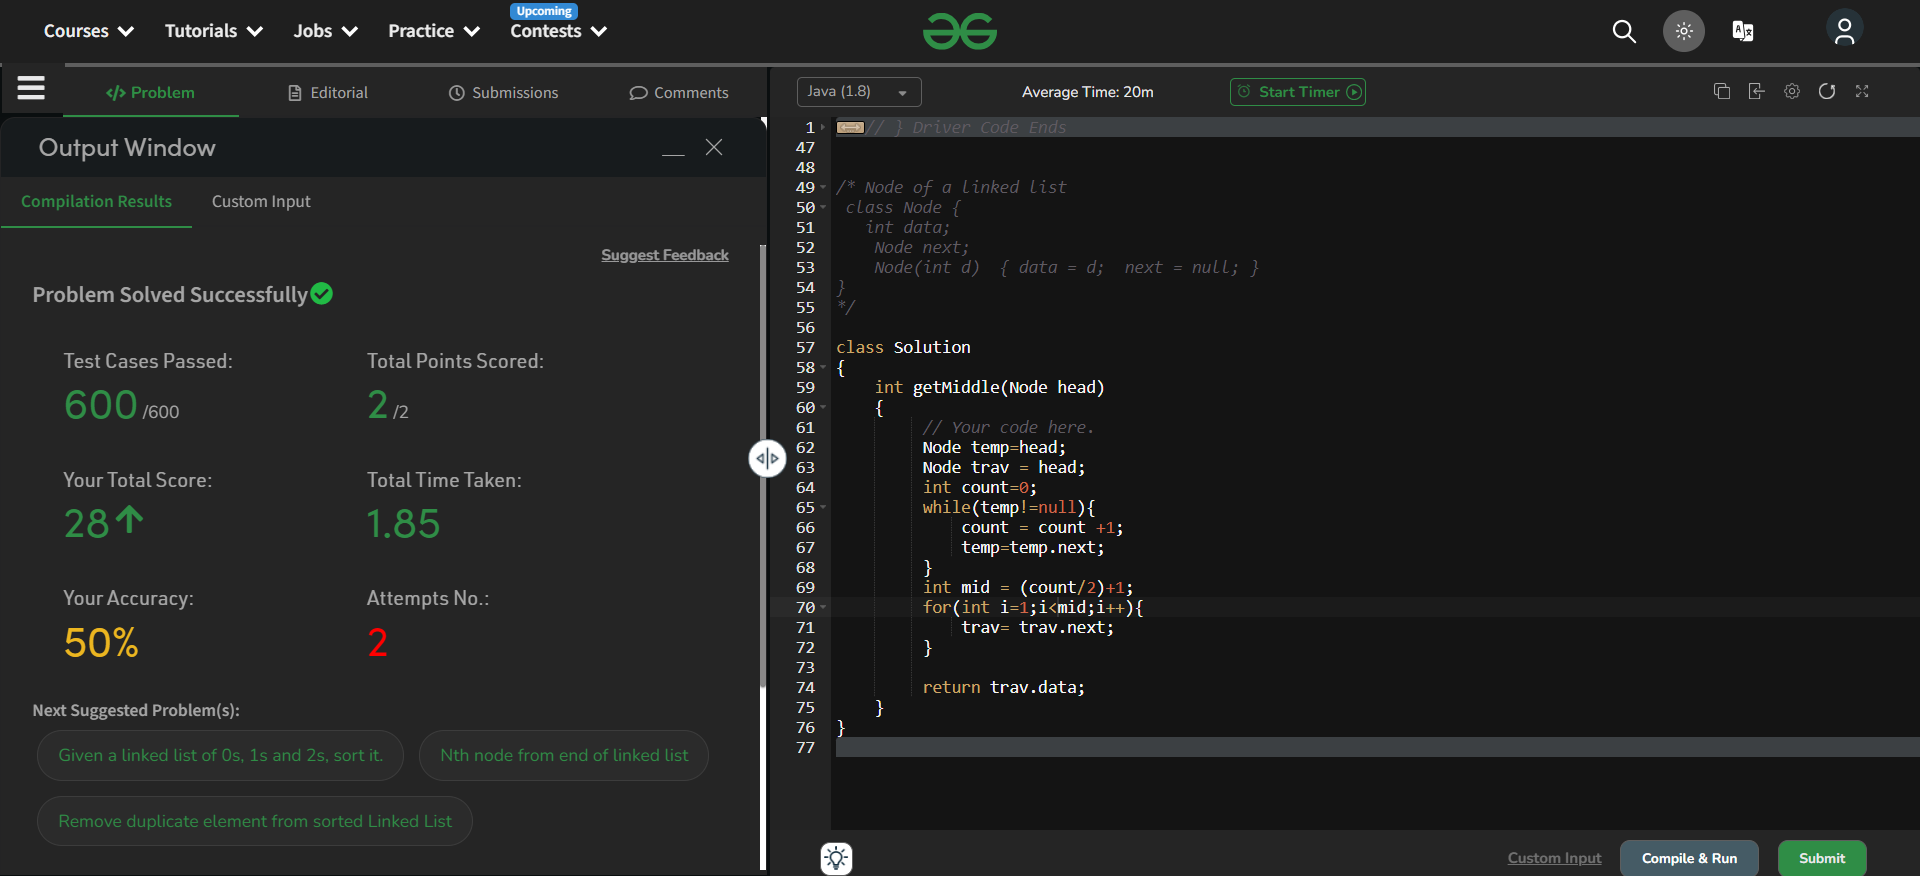 Courses
Tutorials
Jobs
Practice
Upcoming
Contests
</> Problem
Editorial
Submissions
Comments
Output Window
Compilation Results
Custom Input
Suggest Feedback
Problem Solved Successfully
Test Cases Passed:
600 /600
Total Points Scored:
2 /2
Your Total Score:
28
Total Time Taken:
1.85
Your Accuracy:
50%
Attempts No.:
2
Next Suggested Problem(s):
Given a linked list of 0s, 1s and 2s, sort it.
Nth node from end of linked list
Remove duplicate element from sorted Linked List
Java (1.8)
Average Time: 20m
Start Timer
1 // } Driver Code Ends
47
48
49 /* Node of a linked list
50 class Node {
51 int data;
52 Node next;
53 Node(int d)  { data = d;  next = null; }
54 }
55 */
56
57 class Solution
58 {
59 int getMiddle(Node head)
60 {
61 // Your code here.
62 Node temp=head;
63 Node trav = head;
64 int count=0;
65 while(temp!=null){
66 count = count +1;
67 temp=temp.next;
68 }
69 int mid = (count/2)+1;
70 for(int i=1;i<mid;i++){
71 trav= trav.next;
72 }
73
74 return trav.data;
75 }
76 }
77
Custom Input
Compile & Run
Submit